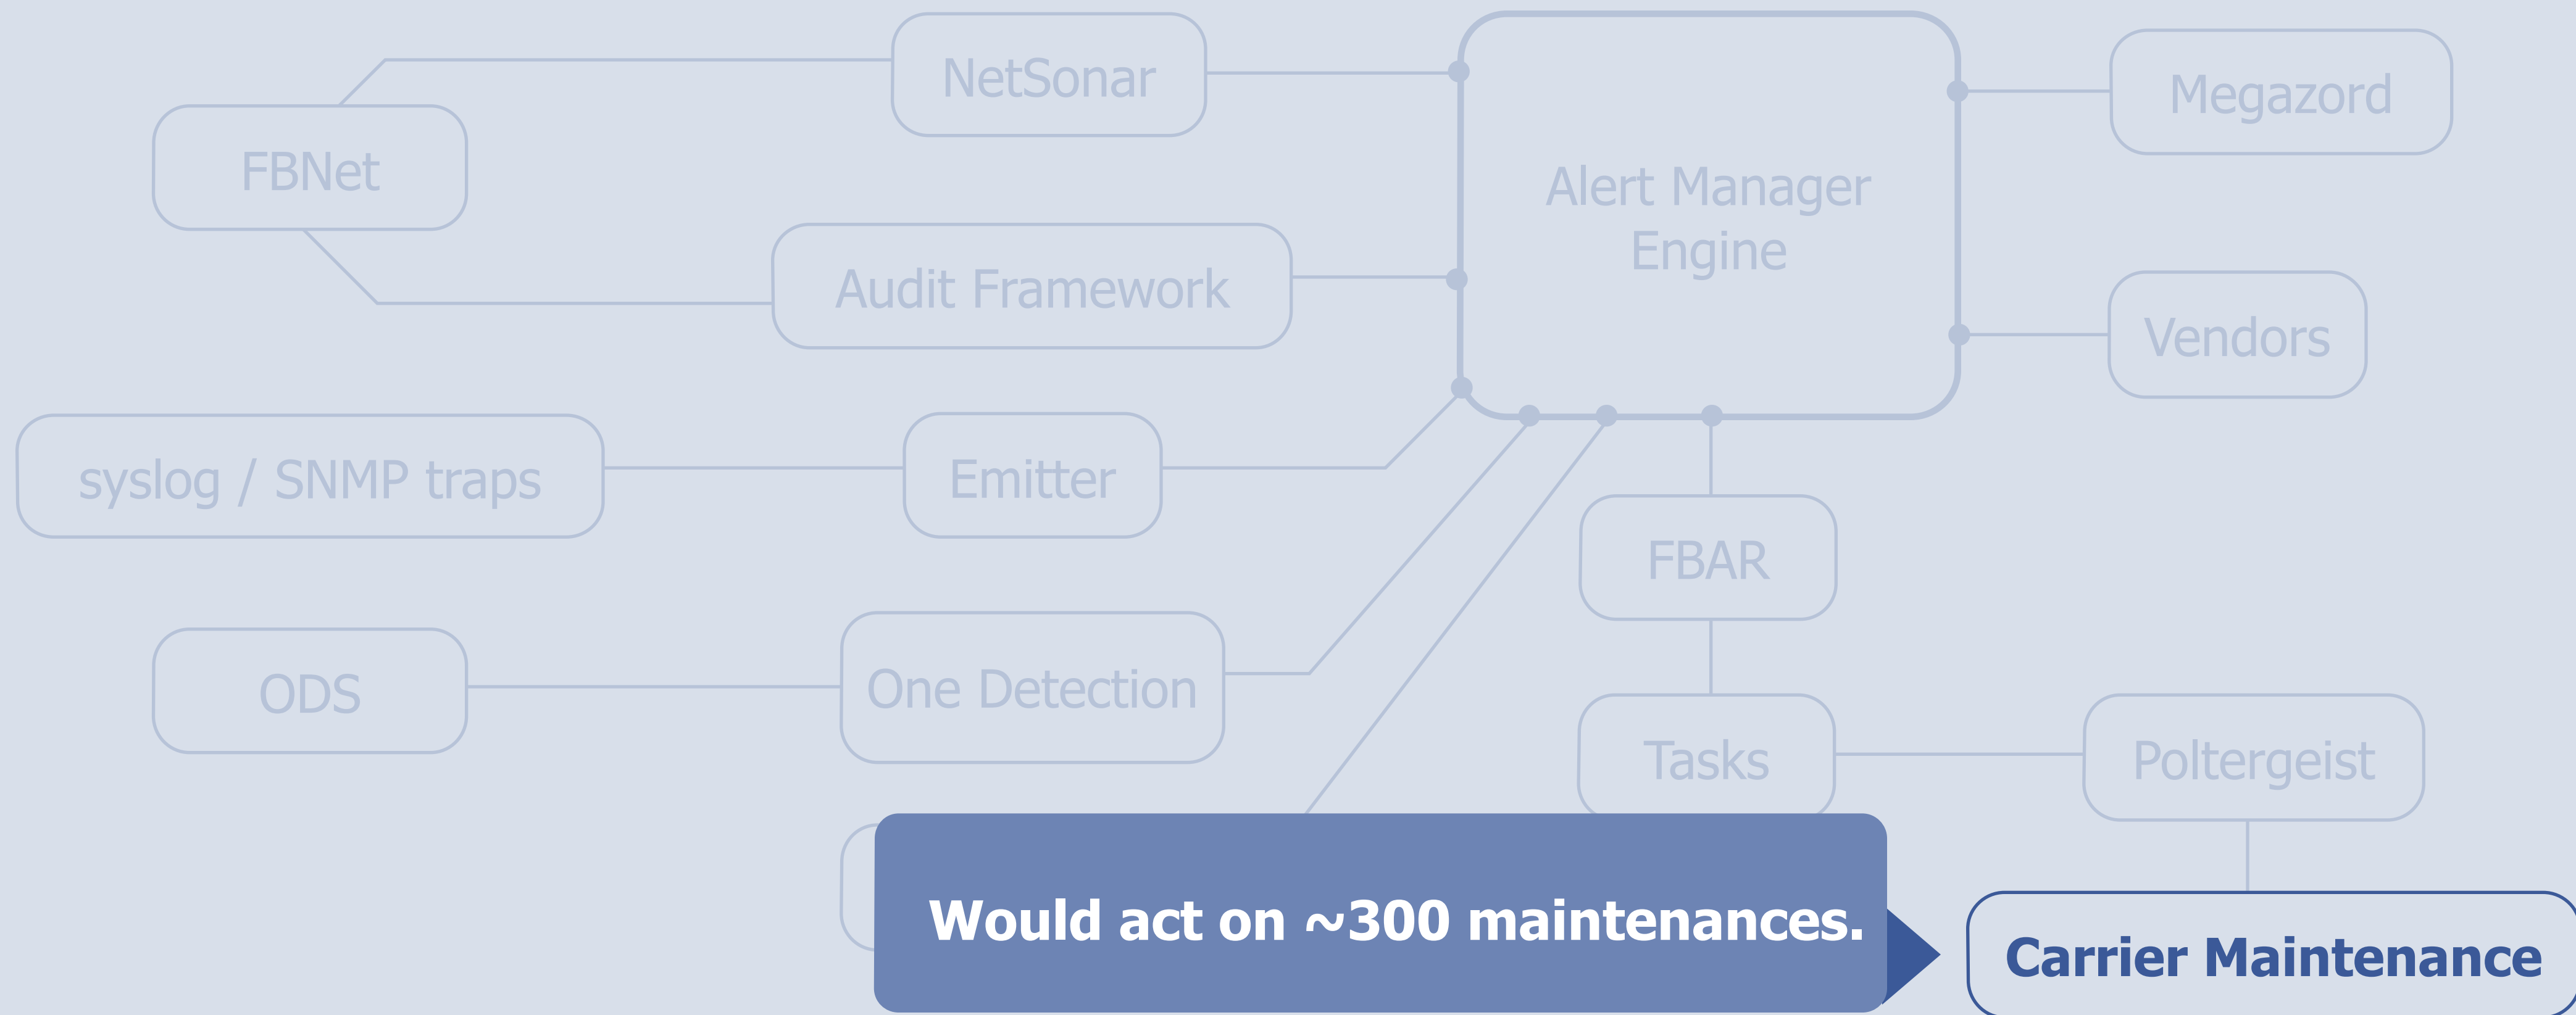 NetSonar
Megazord
FBNet
Alert Manager
Engine
Audit Framework
Vendors
syslog / SNMP traps
Emitter
FBAR
ODS
One Detection
Tasks
Poltergeist
Would act on ~300 maintenances.
Carrier Maintenance